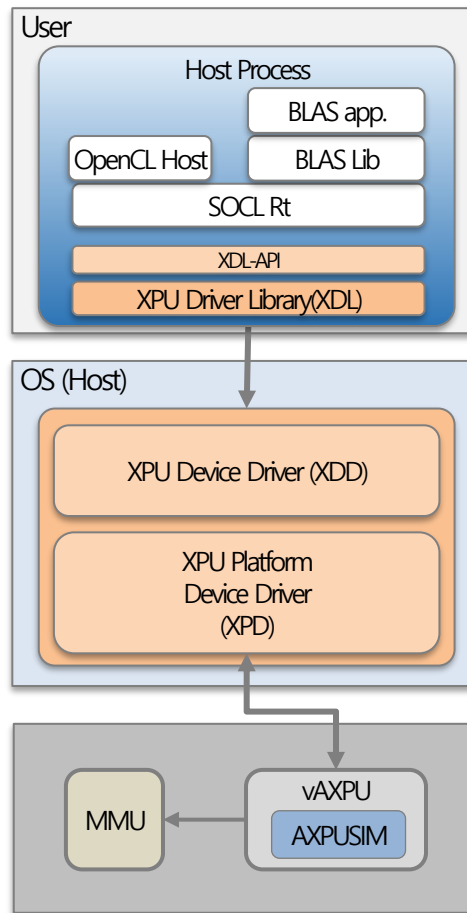 User
Host Process
BLAS app.
OpenCL Host
BLAS Lib
SOCL Rt
XDL-API
XPU Driver Library(XDL)
OS (Host)
XPU Device Driver (XDD)
XPU Platform
Device Driver
(XPD)
vAXPU
MMU
AXPUSIM